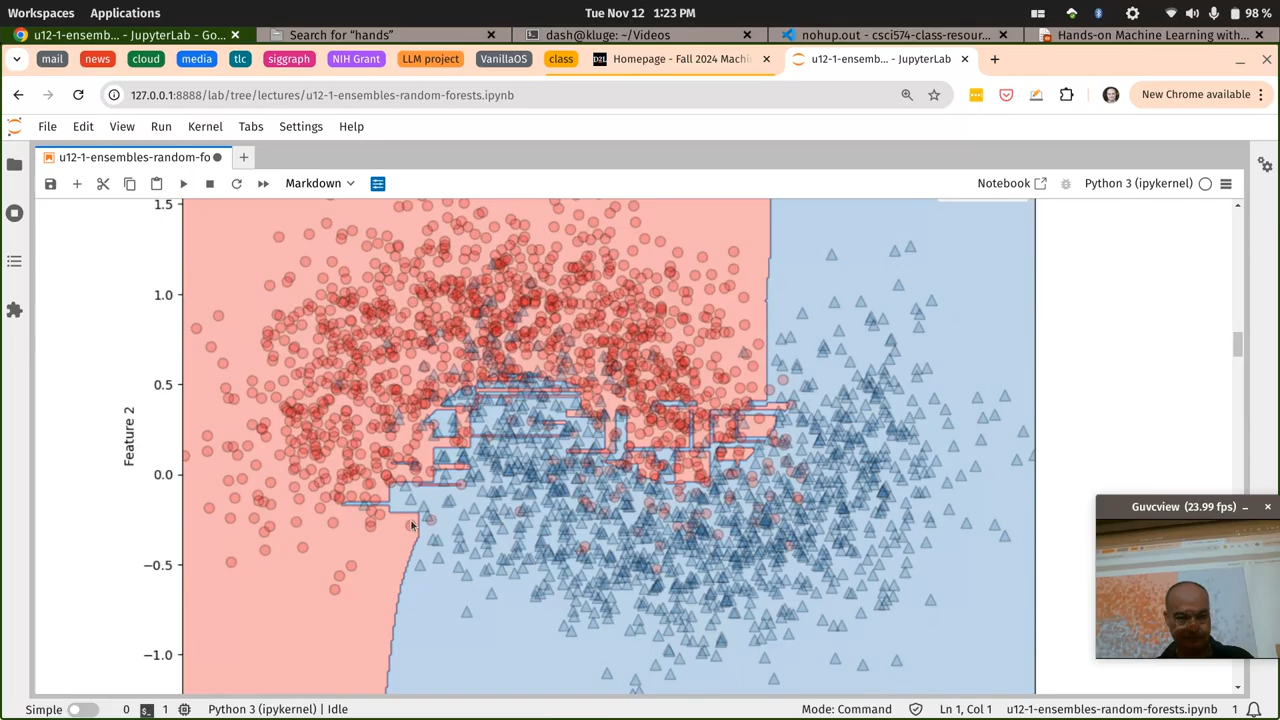 Workspaces Applications Tue Nov 12 1:23 PM 98 %
u12-1-ensemb... - JupyterLab - Go... Search for “hands” dash@kluge: ~/Videos nohup.out - csci574-class-resour... Hands-on Machine Learning with...
mail news cloud media tlc siggraph NIH Grant LLM project VanillaOS class D2L Homepage - Fall 2024 Machi u12-1-ensemb... - JupyterLab
127.0.0.1:8888/lab/tree/lectures/u12-1-ensembles-random-forests.ipynb New Chrome available
File Edit View Run Kernel Tabs Settings Help
u12-1-ensembles-random-fo
Markdown Notebook Python 3 (ipykernel)
1.5
1.0
0.5
Feature 2
0.0
−0.5
−1.0
Guvcview (23.99 fps)
Simple 0 $_ 1 Python 3 (ipykernel) | Idle Mode: Command Ln 1, Col 1 u12-1-ensembles-random-forests.ipynb 1